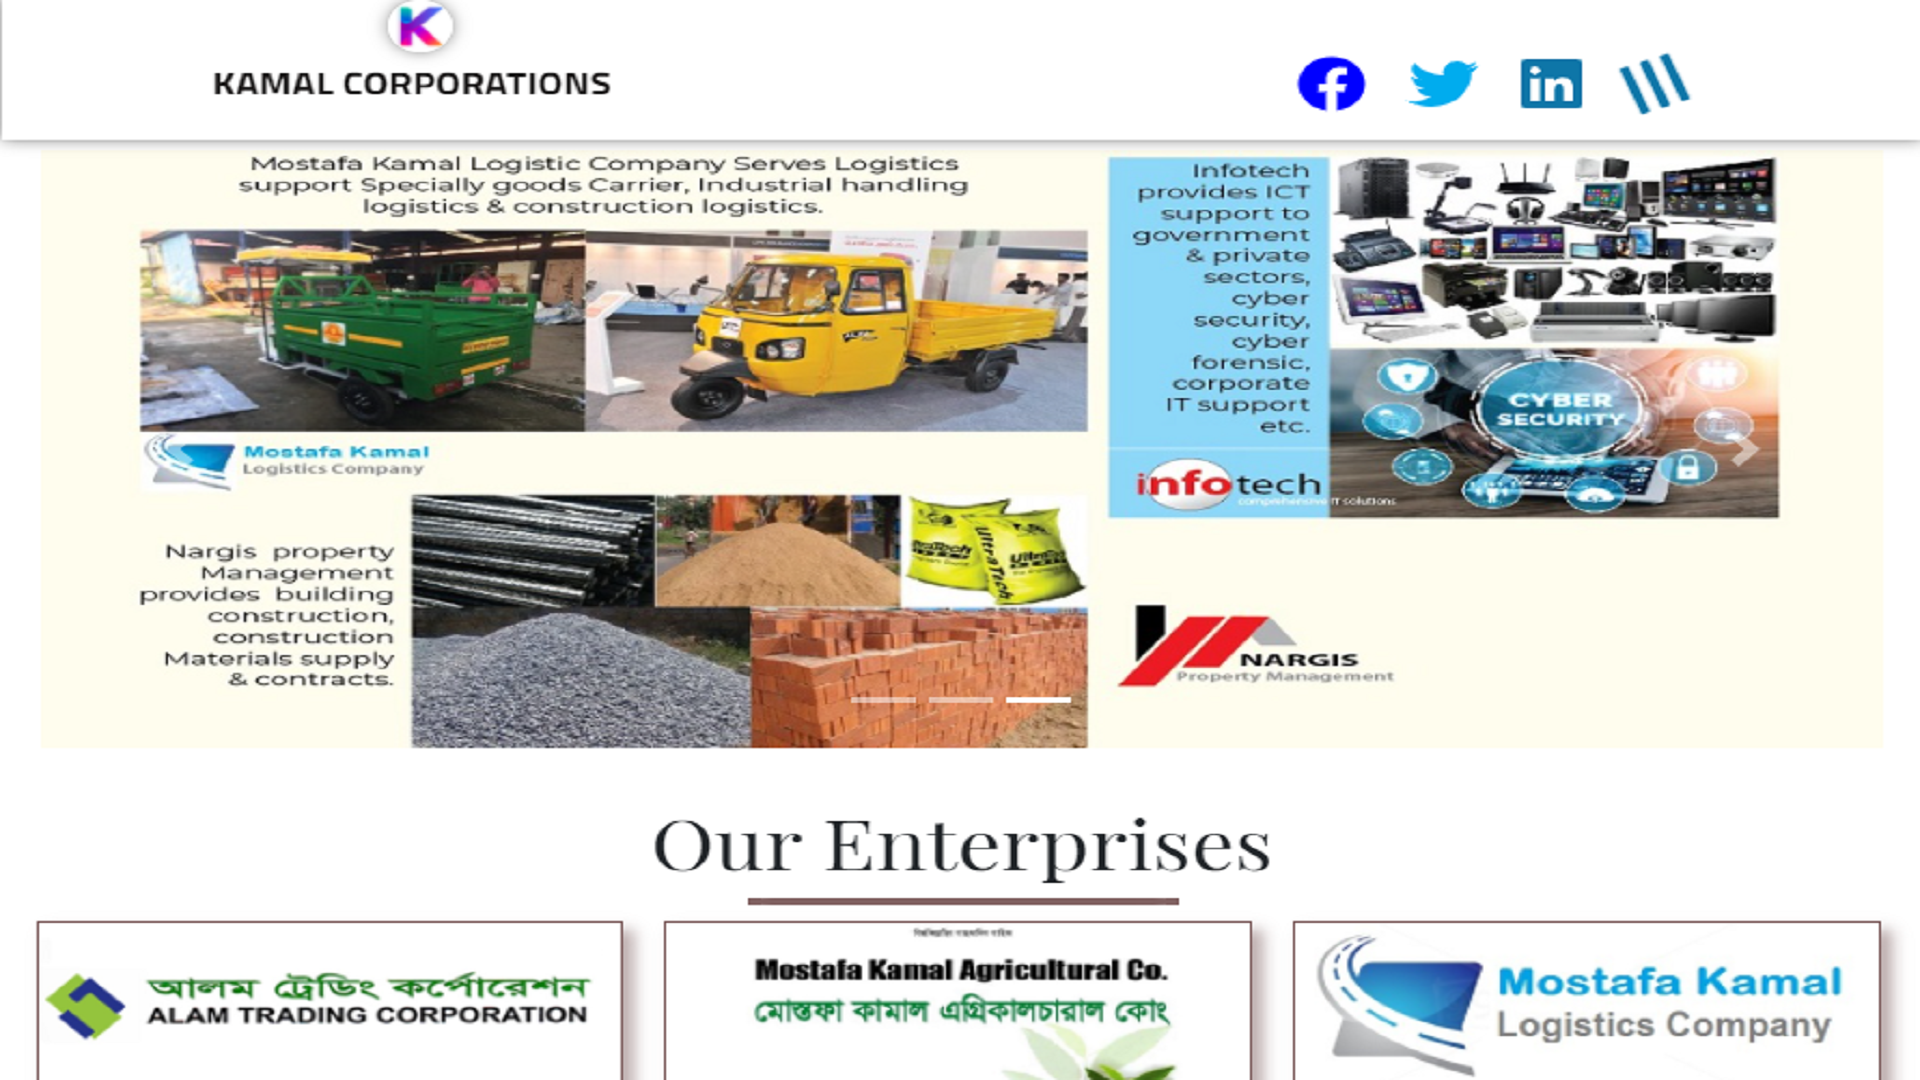 KAMAL CORPORATIONS
Mostafa Kamal Logistic Company Serves Logistics
support Specially goods Carrier, Industrial handling
logistics & construction logistics.
Mostafa Kamal
Logistics Company
Nargis property
Management
provides building
construction,
construction
Materials supply
& contracts.
UltraTech
UltraTech
Infotech
provides ICT
support to
government
& private
sectors,
cyber
security,
cyber
forensic,
corporate
IT support
etc.
infotech
comprehensive IT solutions
CYBER
SECURITY
NARGIS
Property Management
Our Enterprises
আলম ট্রেডিং কর্পোরেশন
ALAM TRADING CORPORATION
Mostafa Kamal Agricultural Co.
মোস্তফা কামাল এগ্রিকালচারাল কোং
Mostafa Kamal
Logistics Company